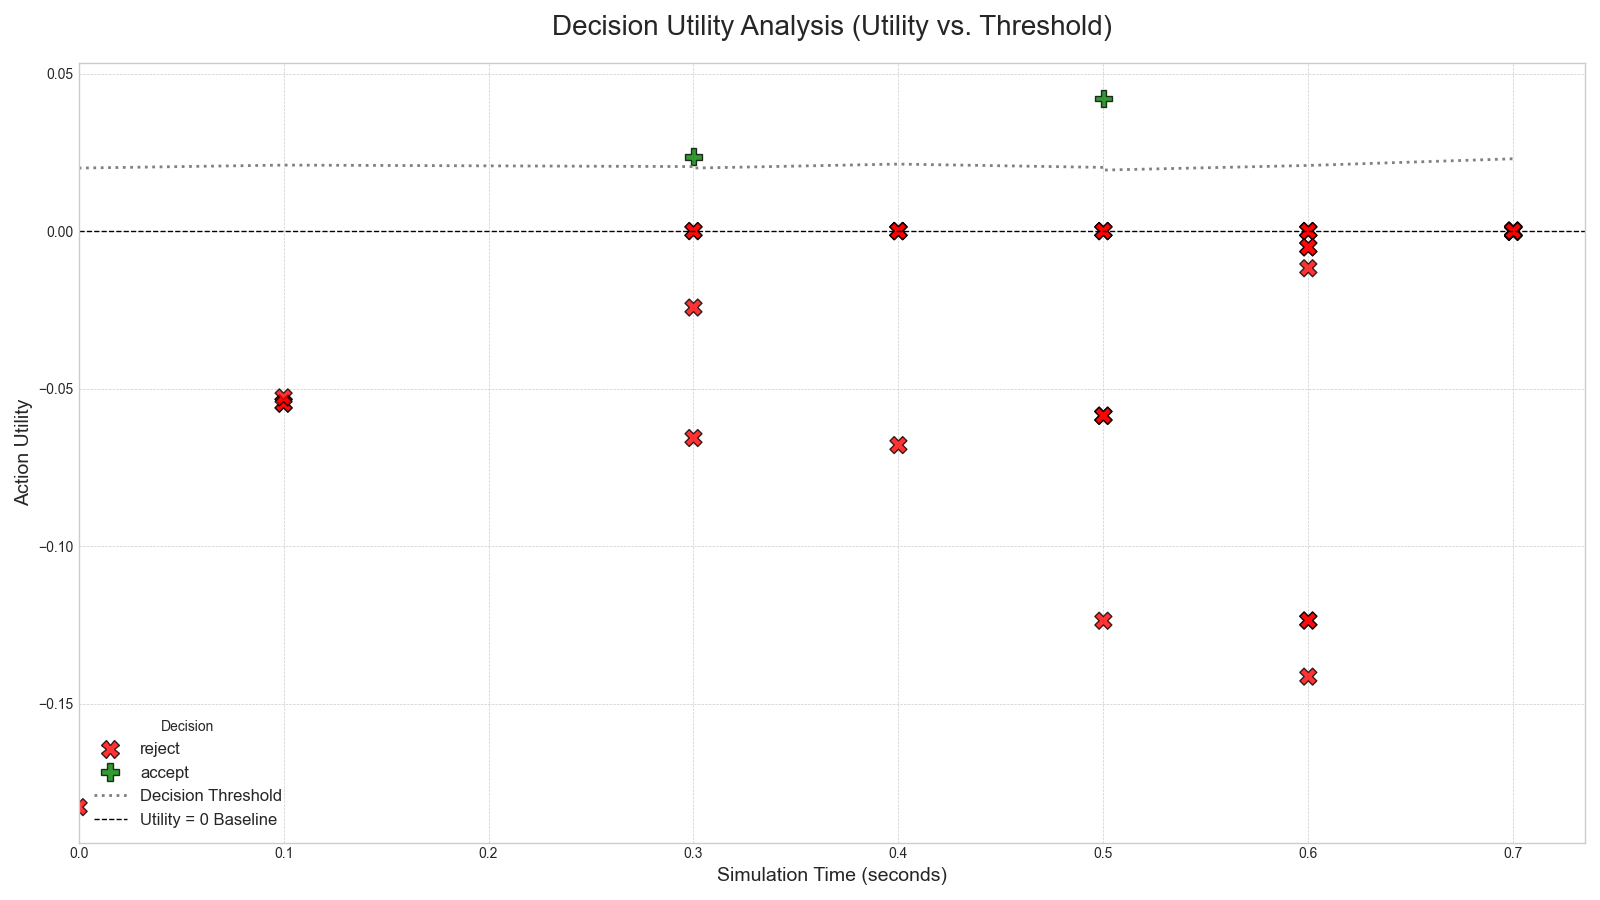 Decision Utility Analysis (Utility vs. Threshold)
0.05
0.00
−0.05
−0.10
−0.15
Action Utility
Decision
reject
accept
Decision Threshold
Utility = 0 Baseline
0.0 0.1 0.2 0.3 0.4 0.5 0.6 0.7
Simulation Time (seconds)